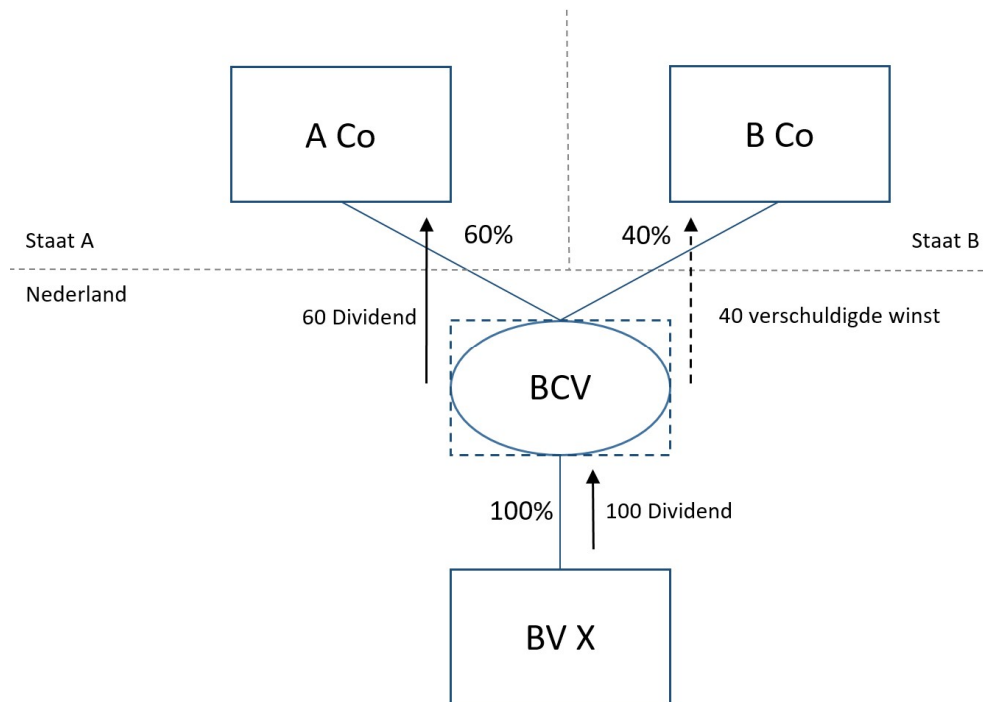 A Co
B Co
60%
40%
Staat A
Staat B
Nederland
60 Dividend
40 verschuldigde winst
BCV
100%
100 Dividend
BV X